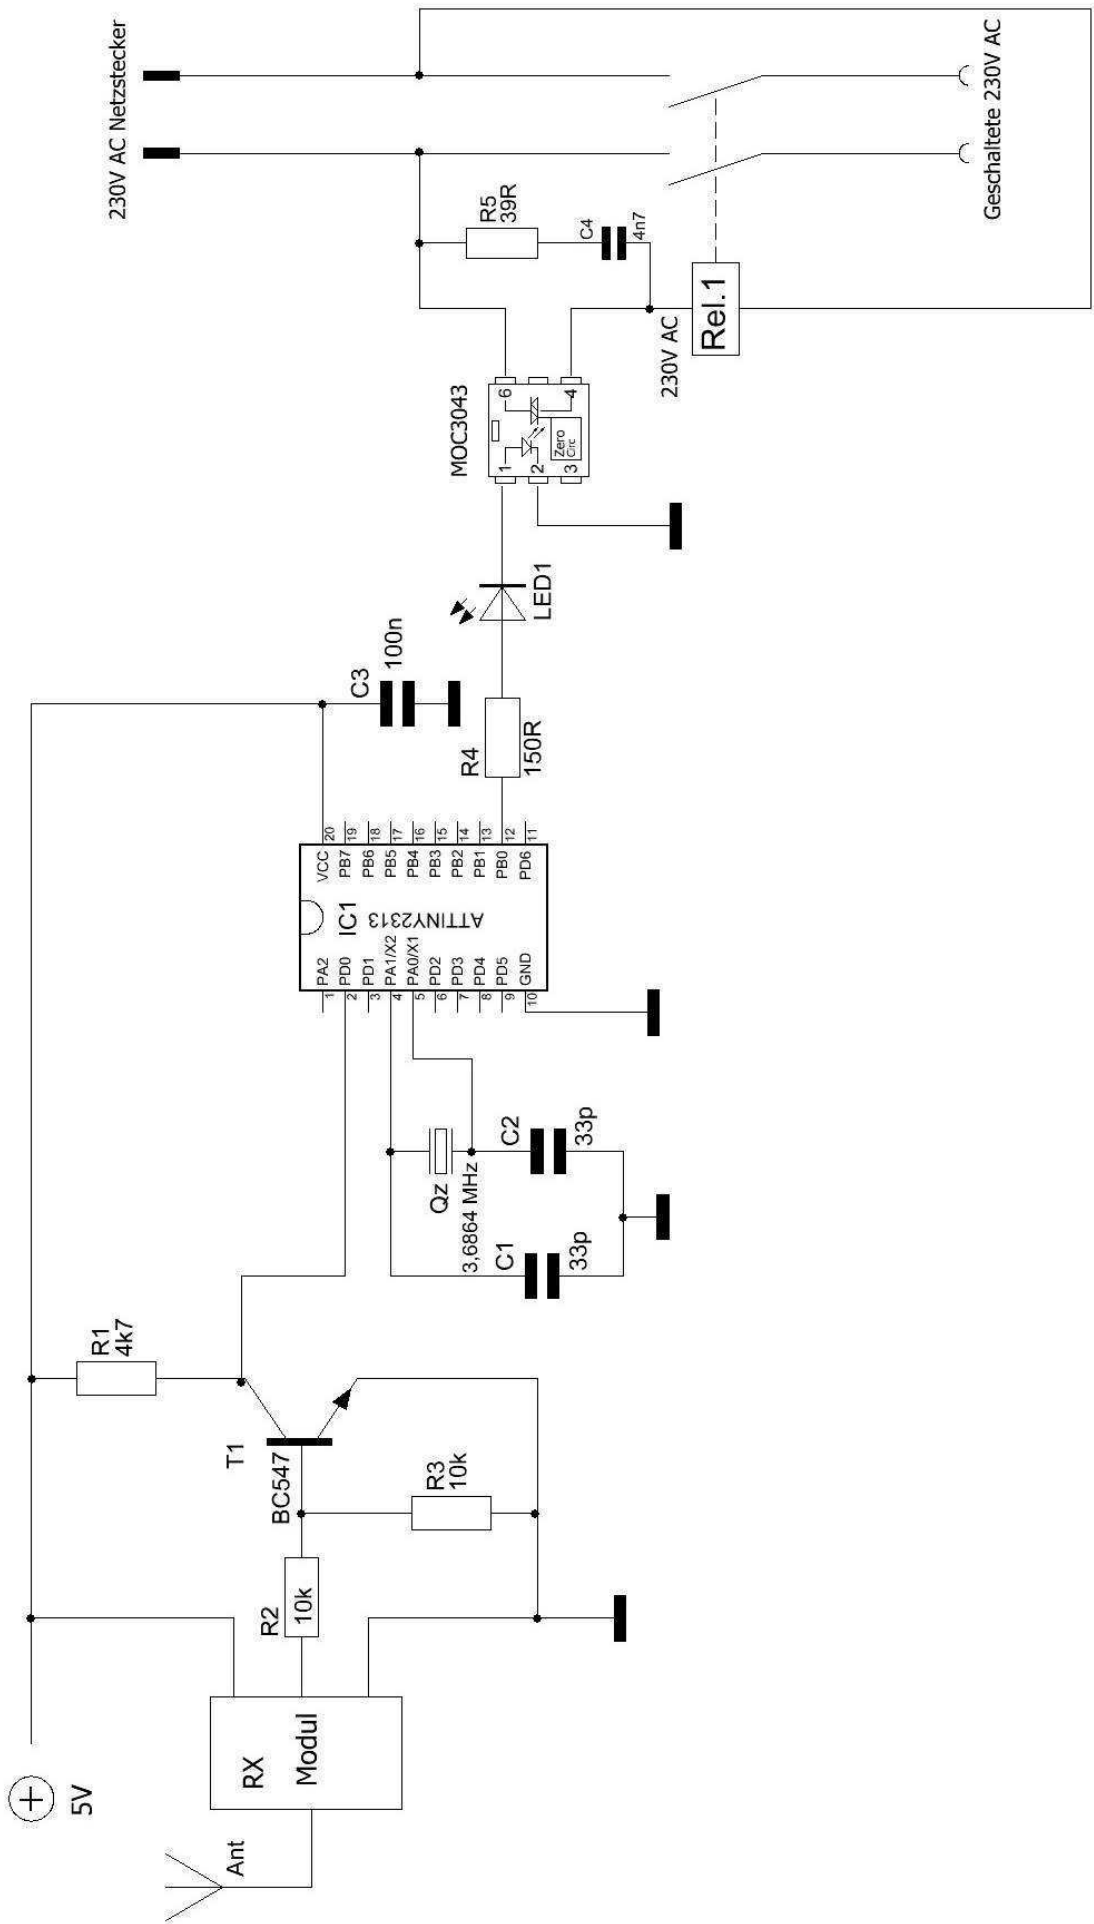 230V AC Netzstecker
Geschaltete 230V AC
R5
39R
C4
4n7
Rel.1
230V AC
MOC3043
6
4
Zero
Circ
1
2
3
LED1
C3
100n
R4
150R
VCC 20
PB7 19
PB6 18
PB5 17
PB4 16
PB3 15
PB2 14
PB1 13
PB0 12
PD6 11
IC1
ATTINY2313
1 PA2
2 PD0
3 PD1
4 PA1/X2
5 PA0/X1
6 PD2
7 PD3
8 PD4
9 PD5
10 GND
Qz
3,6864 MHz
C2
33p
C1
33p
R1
4k7
T1
BC547
R3
10k
R2
10k
RX
Modul
5V
Ant